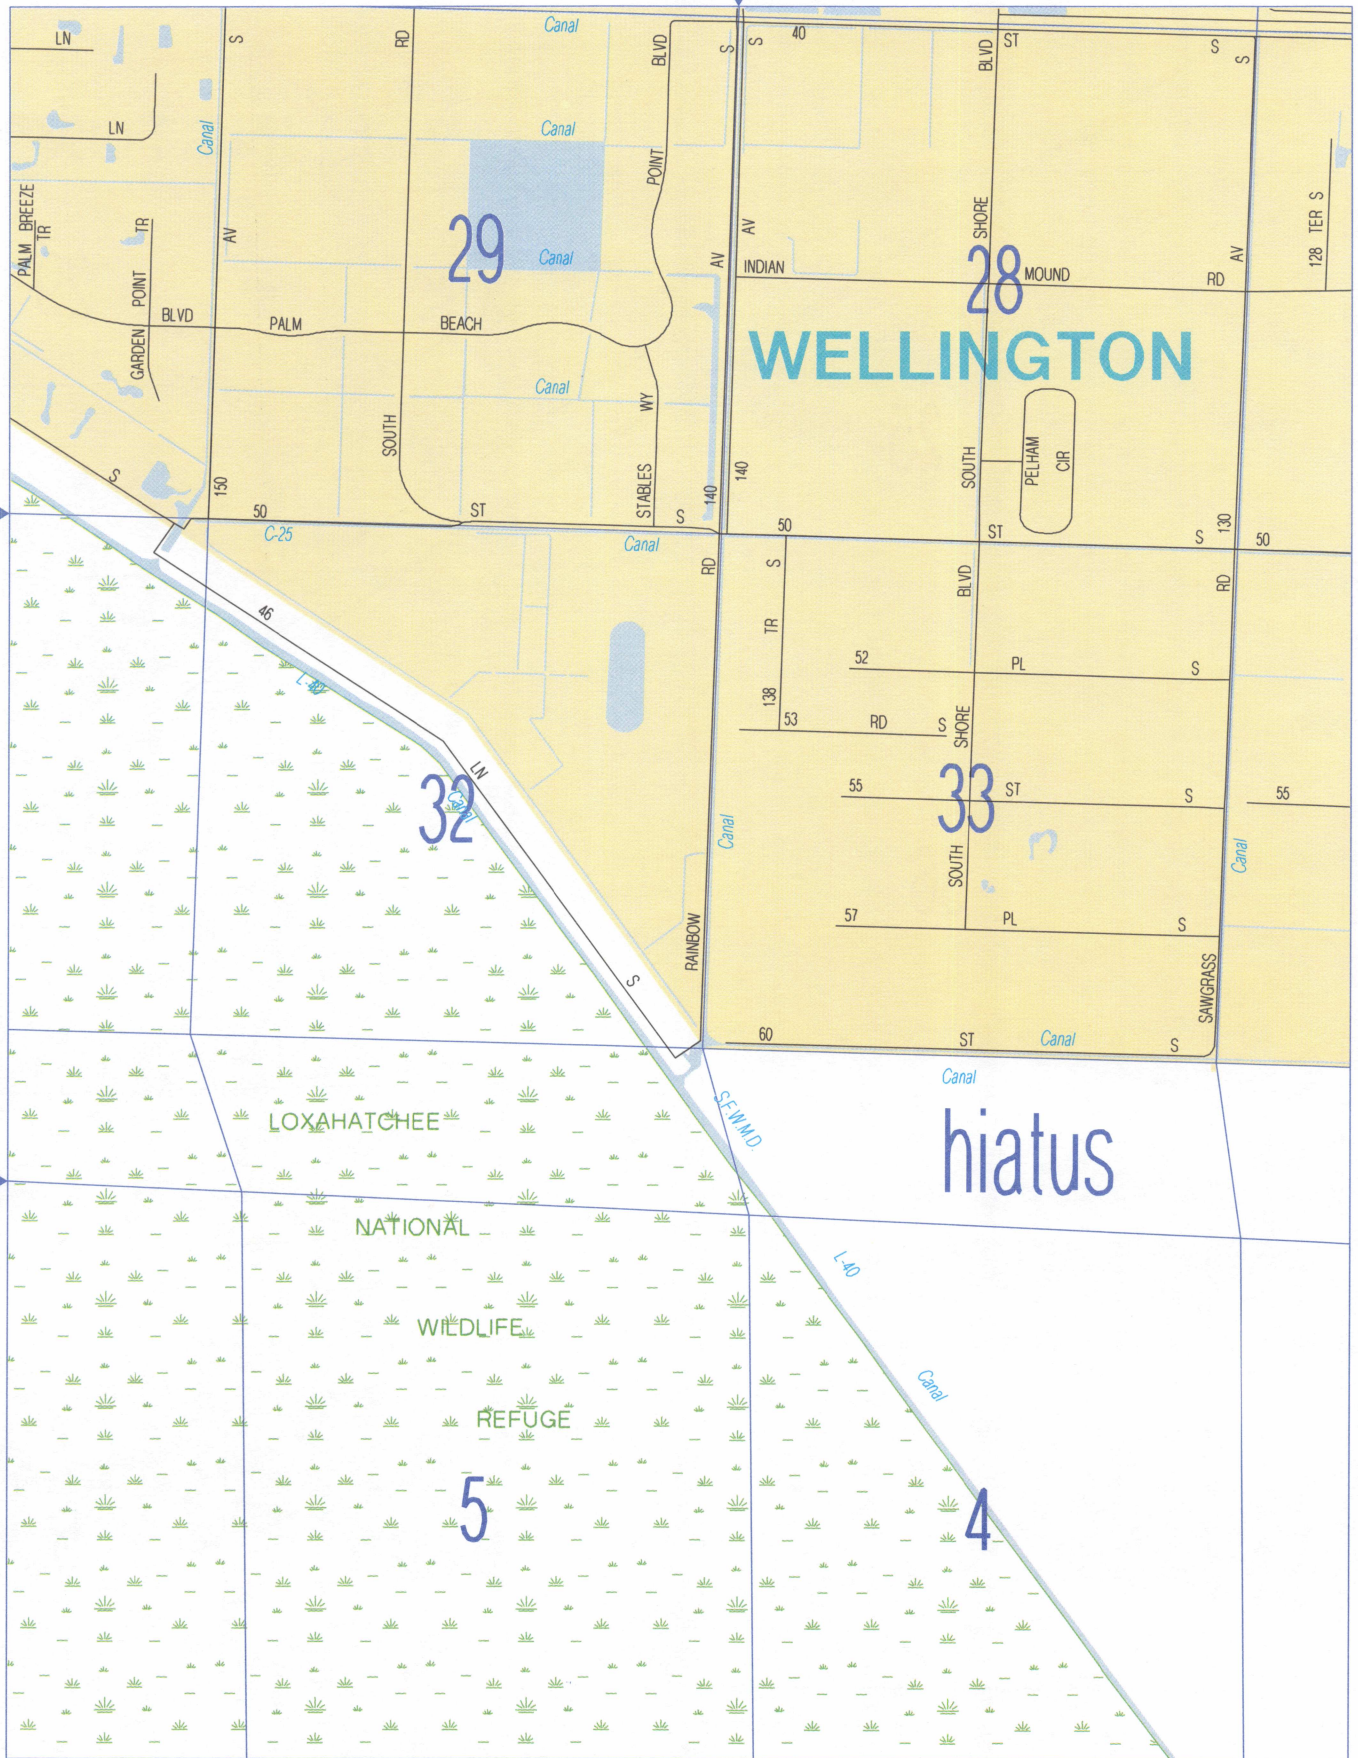 LN
S
RD
Canal
BLVD
S
S
40
BLVD
ST
S
S
LN
Canal
Canal
POINT
PALM BREEZE
TR
TR
AV
29
Canal
AV
AV
SHORE
28
INDIAN
MOUND
RD
AV
128 TER S
GARDEN POINT
BLVD
PALM
BEACH
WELLINGTON
Canal
WY
SOUTH
STABLES
S
150
50
ST
S
140
140
SOUTH
PELHAM
CIR
130
C-25
Canal
50
ST
S
50
RD
S
TR
138
BLVD
RD
46
L-40
52
PL
S
53
RD
S
SHORE
LN
32
Canal
33
55
ST
S
55
Canal
Canal
SOUTH
57
PL
S
RAINBOW
S
SAWGRASS
60
ST
Canal
S
Canal
S.F.W.M.D.
hiatus
LOXAHATCHEE
NATIONAL
WILDLIFE
REFUGE
L-40
Canal
5
4